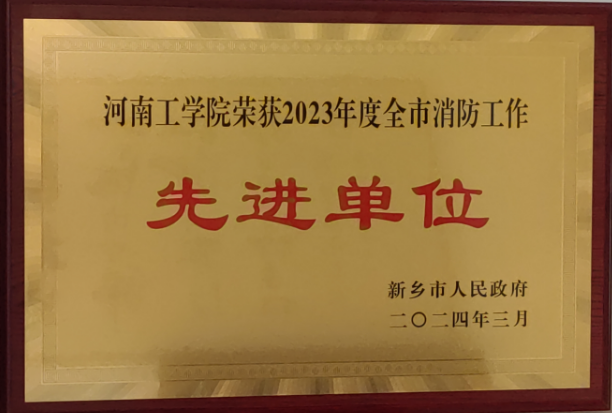 河南工学院荣获2023年度全市消防工作
先进单位
新乡市人民政府
二〇二四年三月